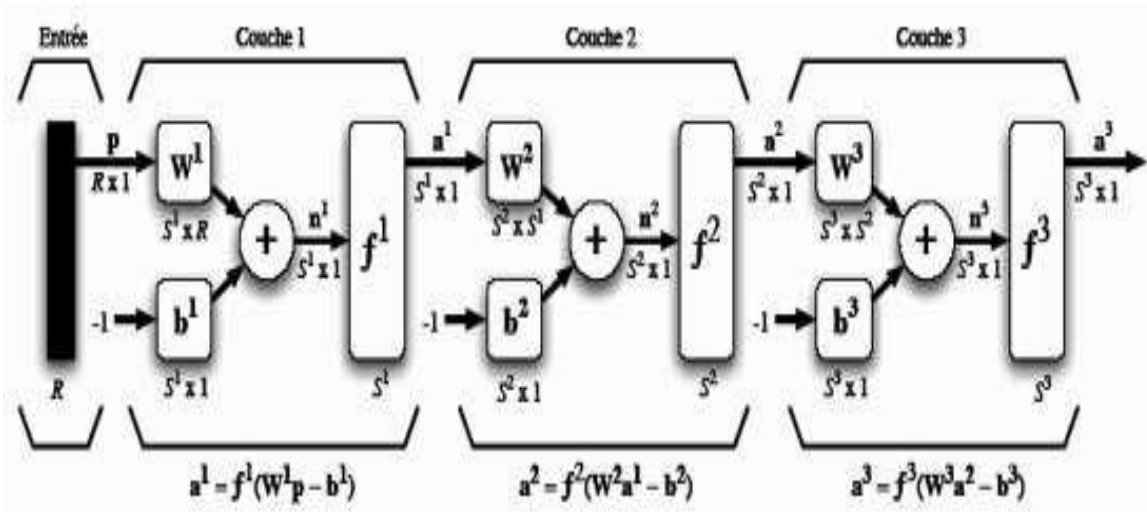 Entrée Couche 1 Couche 2 Couche 3
p a¹ a² a³
W¹ W² W³
R x 1 S¹ x 1 S² x 1 S³ x 1
S¹ x R S² x S¹ S³ x S²
+ n¹ f¹ + n² f² + n³ f³
S¹ x 1 S² x 1 S³ x 1
-1 b¹ -1 b² -1 b³
R S¹ x 1 S¹ S² x 1 S² S³ x 1 S³
a¹ = f¹(W¹p – b¹) a² = f²(W²a¹ – b²) a³ = f³(W³a² – b³)